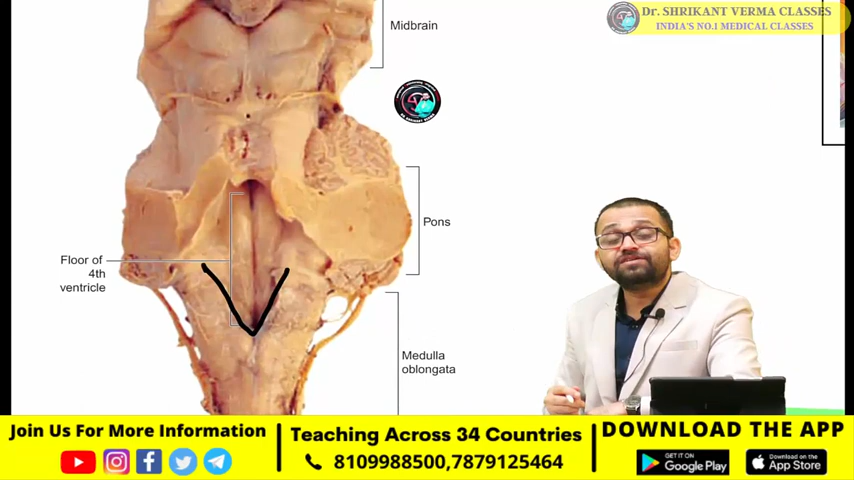 Dr. SHRIKANT VERMA CLASSES
INDIA'S NO.1 MEDICAL CLASSES
Midbrain
Pons
Floor of
4th
ventricle
Medulla
oblongata
Join Us For More Information
Teaching Across 34 Countries
8109988500,7879125464
DOWNLOAD THE APP
GET IT ON
Google Play
Download on the
App Store